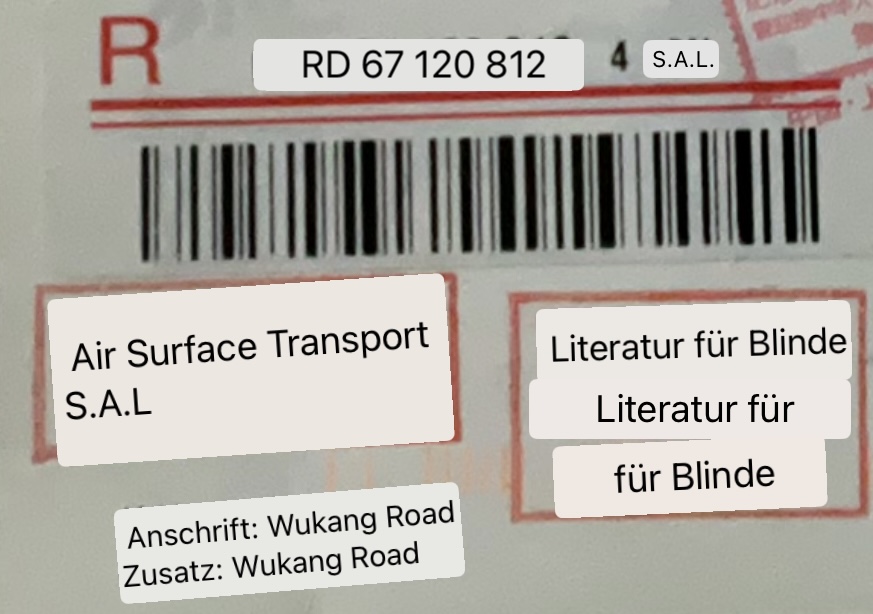 R
RD 67 120 812 4 S.A.L.
Air Surface Transport
S.A.L
Literatur für Blinde
Literatur für
für Blinde
Anschrift: Wukang Road
Zusatz: Wukang Road